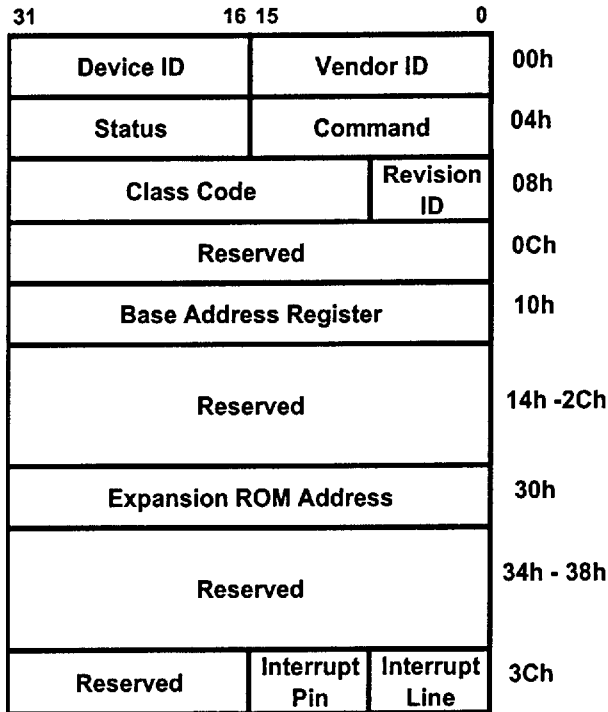 31 16 15 0
Device ID Vendor ID 00h
Status Command 04h
Class Code Revision ID 08h
Reserved 0Ch
Base Address Register 10h
Reserved 14h -2Ch
Expansion ROM Address 30h
Reserved 34h - 38h
Reserved Interrupt Pin Interrupt Line 3Ch